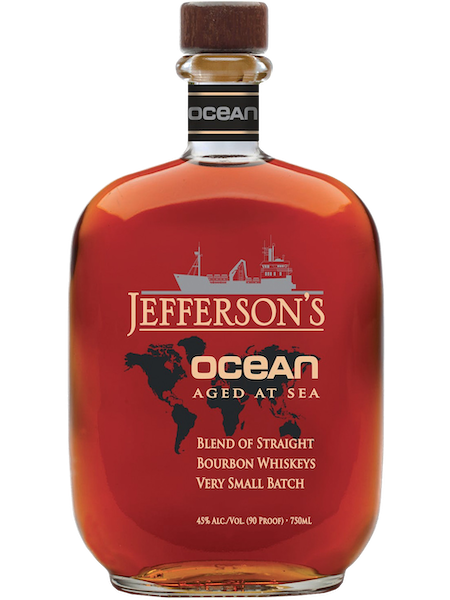 OCEAN
JEFFERSON'S
OCEAN
AGED AT SEA
BLEND OF STRAIGHT
BOURBON WHISKEYS
VERY SMALL BATCH
45% ALC./VOL. (90 PROOF) · 750ML